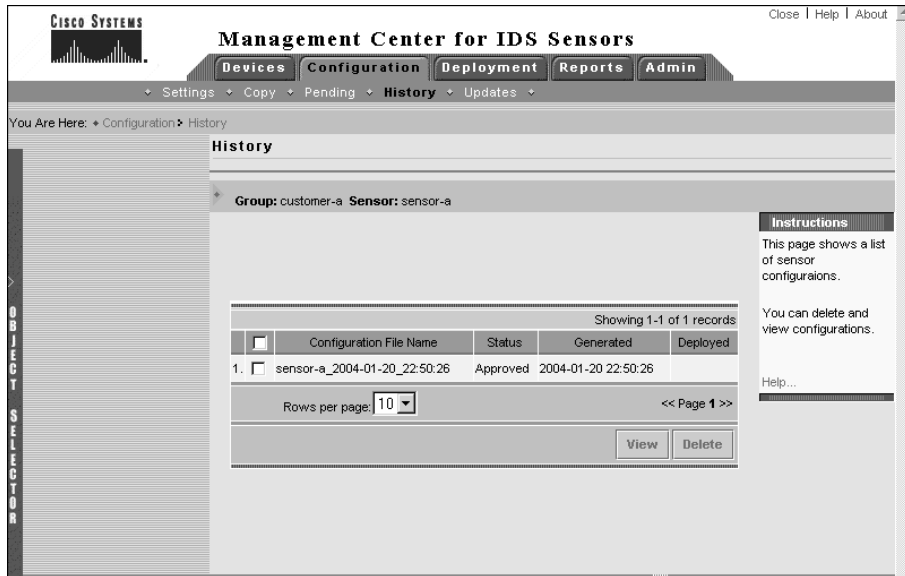 Close | Help | About
CISCO SYSTEMS
Management Center for IDS Sensors
Devices Configuration Deployment Reports Admin
Settings Copy Pending History Updates
You Are Here: Configuration History
History
Group: customer-a Sensor: sensor-a
Instructions
This page shows a list
of sensor
configuraions.
You can delete and
view configurations.
Help...
OBJECT SELECTOR
Showing 1-1 of 1 records
Configuration File Name Status Generated Deployed
1. sensor-a_2004-01-20_22:50:26 Approved 2004-01-20 22:50:26
Rows per page: 10 << Page 1 >>
View Delete